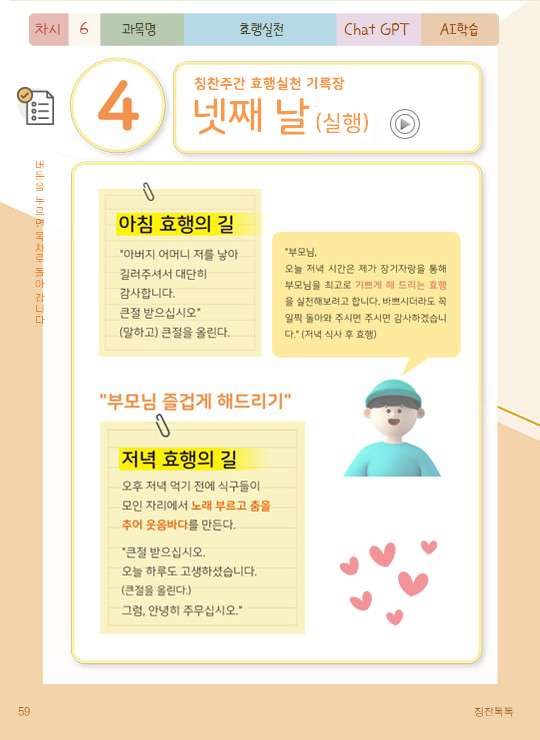 차시 6 과목명 효행실천 Chat GPT AI학습
4
칭찬주간 효행실천 기록장
넷째 날 (실행)
버튼을 누르면 목차로 돌아 갑니다.
아침 효행의 길
"아버지 어머니 저를 낳아
길러주셔서 대단히
감사합니다.
큰절 받으십시오"
(말하고) 큰절을 올린다.
"부모님,
오늘 저녁 시간은 제가 장기자랑을 통해
부모님을 최고로 기쁘게 해 드리는 효행
을 실천해보려고 합니다. 바쁘시더라도 꼭
일찍 돌아와 주시면 주시면 감사하겠습니
다." (저녁 식사 후 효행)
"부모님 즐겁게 해드리기"
저녁 효행의 길
오후 저녁 먹기 전에 식구들이
모인 자리에서 노래 부르고 춤을
추어 웃음바다를 만든다.
"큰절 받으십시오.
오늘 하루도 고생하셨습니다.
(큰절을 올린다.)
그럼, 안녕히 주무십시오."
59
칭찬톡톡